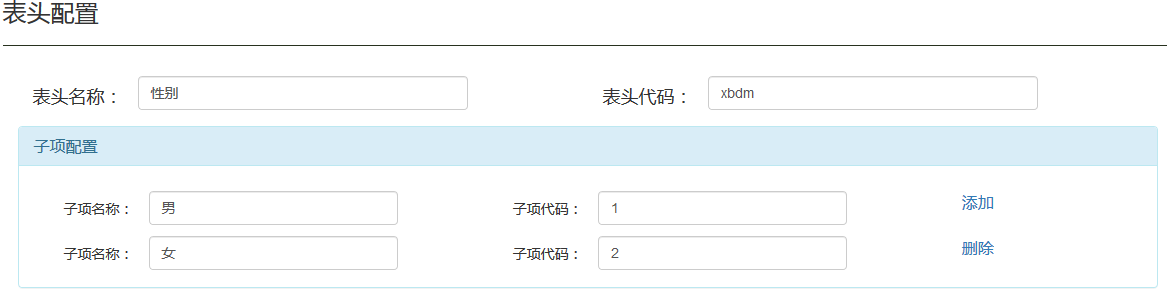 表头配置
表头名称： 性别 表头代码： xbdm
子项配置
子项名称： 男 子项代码： 1 添加
子项名称： 女 子项代码： 2 删除